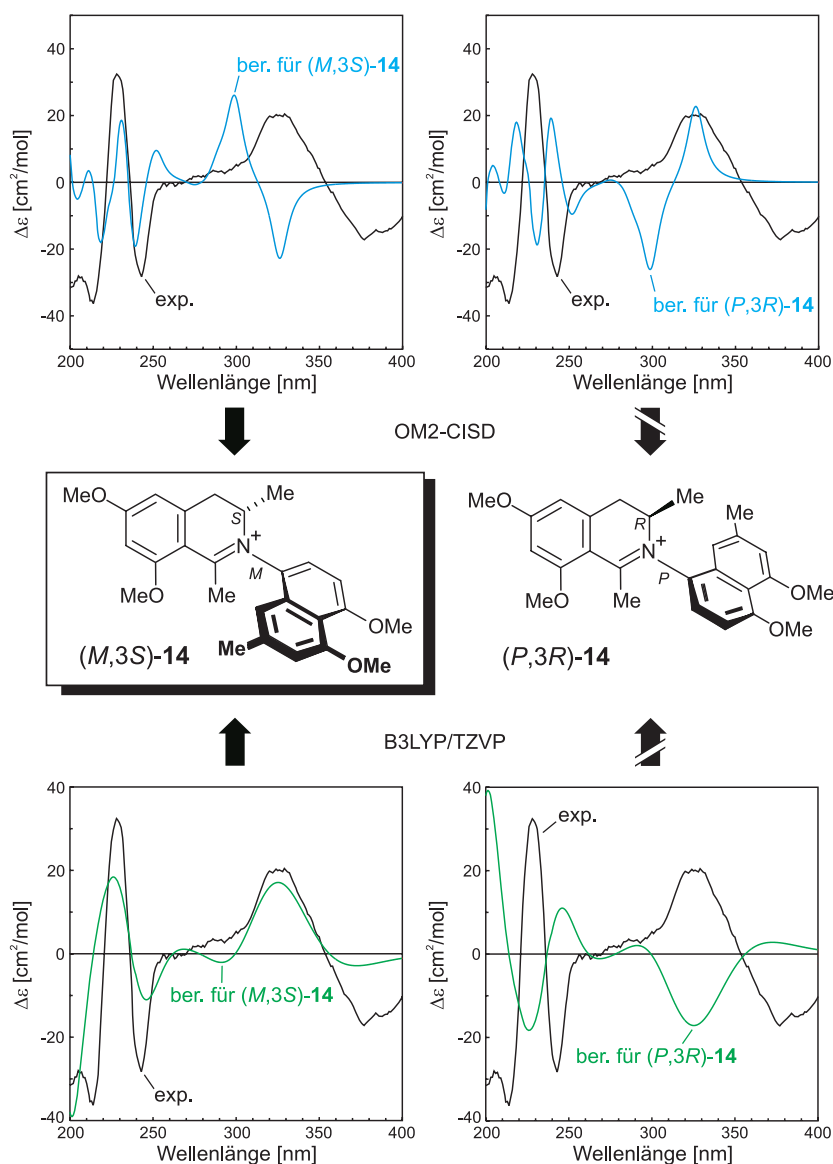 40
20
0
-20
-40
Δε [cm²/mol]
ber. für (M,3S)-14
exp.
200 250 300 350 400
Wellenlänge [nm]
40
20
0
-20
-40
Δε [cm²/mol]
exp.
ber. für (P,3R)-14
200 250 300 350 400
Wellenlänge [nm]
OM2-CISD
MeO
S
Me
N
+
M
MeO
Me
OMe
Me
OMe
(M,3S)-14
MeO
R
Me
Me
N
+
P
MeO
Me
OMe
OMe
(P,3R)-14
B3LYP/TZVP
40
20
0
-20
-40
Δε [cm²/mol]
ber. für (M,3S)-14
exp.
200 250 300 350 400
Wellenlänge [nm]
40
20
0
-20
-40
Δε [cm²/mol]
exp.
ber. für (P,3R)-14
200 250 300 350 400
Wellenlänge [nm]